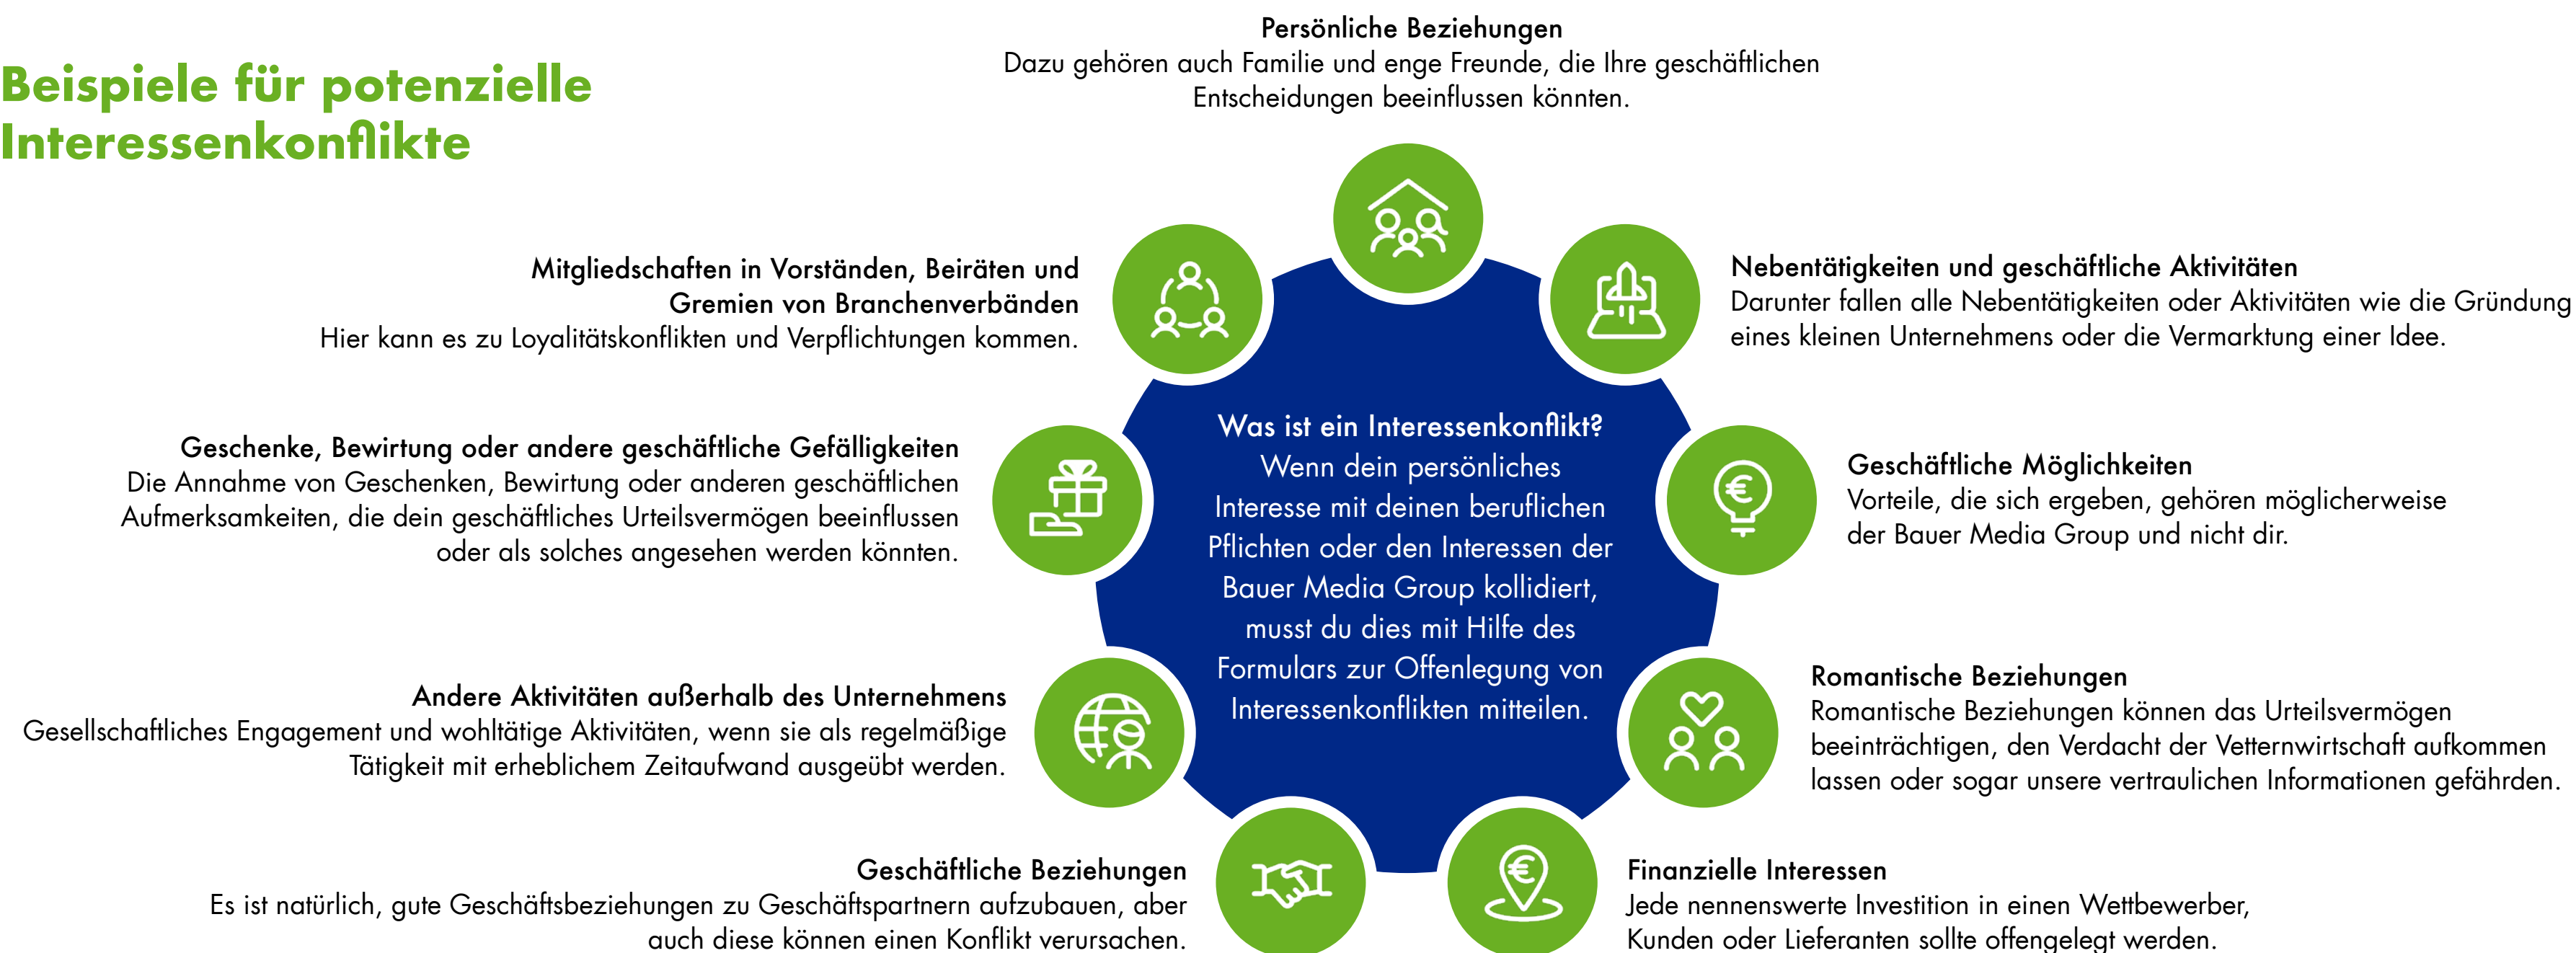 Beispiele für potenzielle
Interessenkonflikte
Persönliche Beziehungen
Dazu gehören auch Familie und enge Freunde, die Ihre geschäftlichen
Entscheidungen beeinflussen könnten.
Nebentätigkeiten und geschäftliche Aktivitäten
Darunter fallen alle Nebentätigkeiten oder Aktivitäten wie die Gründung
eines kleinen Unternehmens oder die Vermarktung einer Idee.
Geschäftliche Möglichkeiten
Vorteile, die sich ergeben, gehören möglicherweise
der Bauer Media Group und nicht dir.
Romantische Beziehungen
Romantische Beziehungen können das Urteilsvermögen
beeinträchtigen, den Verdacht der Vetternwirtschaft aufkommen
lassen oder sogar unsere vertraulichen Informationen gefährden.
Finanzielle Interessen
Jede nennenswerte Investition in einen Wettbewerber,
Kunden oder Lieferanten sollte offengelegt werden.
Geschäftliche Beziehungen
Es ist natürlich, gute Geschäftsbeziehungen zu Geschäftspartnern aufzubauen, aber
auch diese können einen Konflikt verursachen.
Andere Aktivitäten außerhalb des Unternehmens
Gesellschaftliches Engagement und wohltätige Aktivitäten, wenn sie als regelmäßige
Tätigkeit mit erheblichem Zeitaufwand ausgeübt werden.
Geschenke, Bewirtung oder andere geschäftliche Gefälligkeiten
Die Annahme von Geschenken, Bewirtung oder anderen geschäftlichen
Aufmerksamkeiten, die dein geschäftliches Urteilsvermögen beeinflussen
oder als solches angesehen werden könnten.
Mitgliedschaften in Vorständen, Beiräten und
Gremien von Branchenverbänden
Hier kann es zu Loyalitätskonflikten und Verpflichtungen kommen.
Was ist ein Interessenkonflikt?
Wenn dein persönliches
Interesse mit deinen beruflichen
Pflichten oder den Interessen der
Bauer Media Group kollidiert,
musst du dies mit Hilfe des
Formulars zur Offenlegung von
Interessenkonflikten mitteilen.
€
€